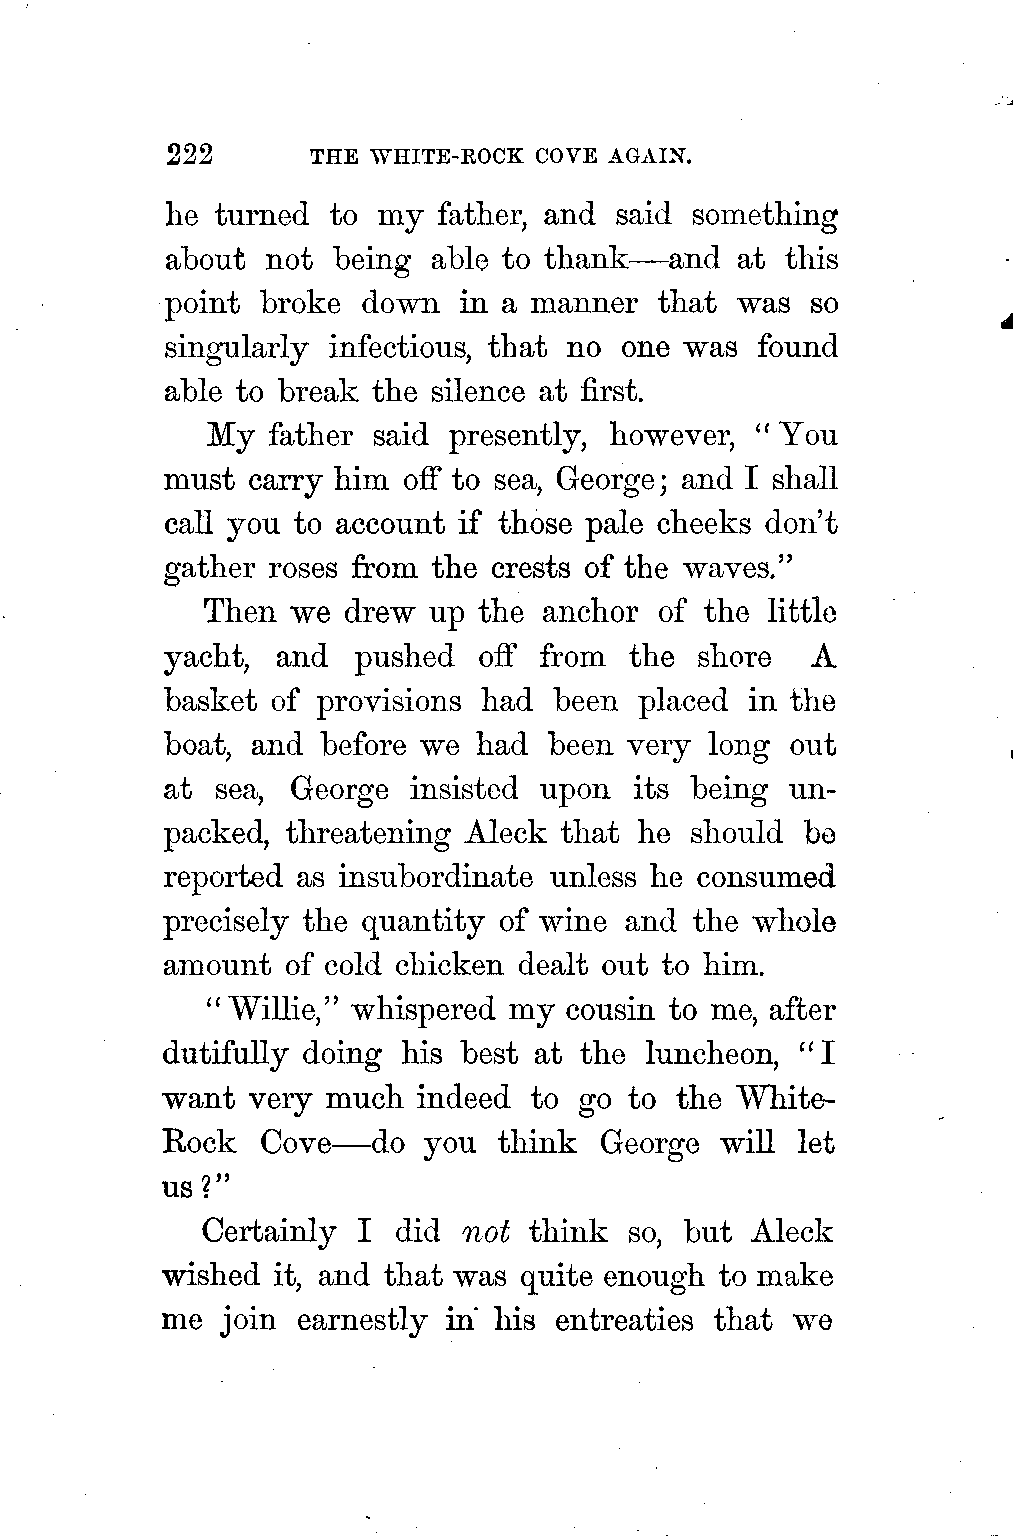 222 THE WHITE-ROCK COVE AGAIN.
he turned to my father, and said something
about not being able to thank—and at this
point broke down in a manner that was so
singularly infectious, that no one was found
able to break the silence at first.
My father said presently, however, "You
must carry him off to sea, George; and I shall
call you to account if those pale cheeks don't
gather roses from the crests of the waves."
Then we drew up the anchor of the little
yacht, and pushed off from the shore A
basket of provisions had been placed in the
boat, and before we had been very long out
at sea, George insisted upon its being un-
packed, threatening Aleck that he should be
reported as insubordinate unless he consumed
precisely the quantity of wine and the whole
amount of cold chicken dealt out to him.
"Willie," whispered my cousin to me, after
dutifully doing his best at the luncheon, "I
want very much indeed to go to the White-
Rock Cove—do you think George will let
us?"
Certainly I did not think so, but Aleck
wished it, and that was quite enough to make
me join earnestly in his entreaties that we